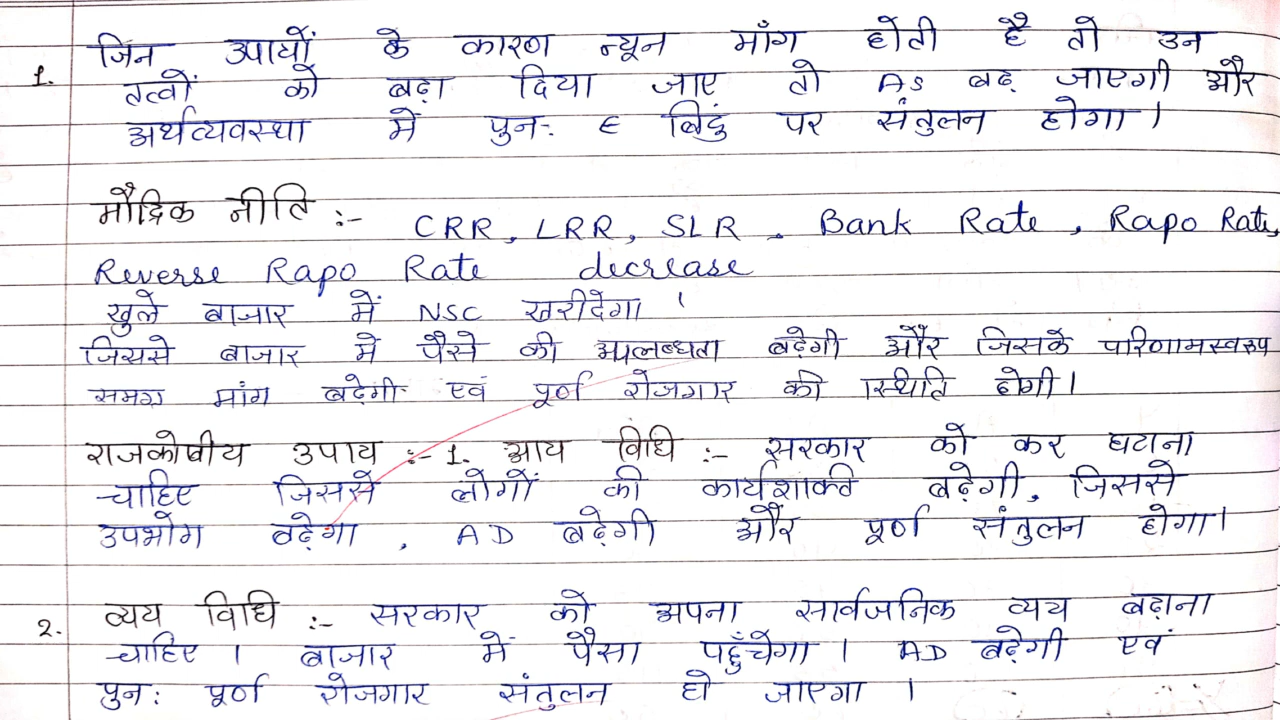 जिन उपायों के कारण न्यून माँग होती है तो उन
1. तत्वों को बढ़ा दिया जाए तो AS बढ़ जाएगी और
अर्थव्यवस्था में पुन: E बिंदु पर संतुलन होगा।
मौद्रिक नीति :- CRR, LRR, SLR, Bank Rate, Rapo Rate,
Reverse Rapo Rate decrease
खुले बाजार में NSC खरीदेगा।
जिससे बाजार में पैसे की उपलब्धता बढ़ेगी और जिसके परिणामस्वरूप
समग्र मांग बढ़ेगी एवं पूर्ण रोजगार की स्थिति होगी।
राजकोषीय उपाय :- 1. आय विधि :- सरकार को कर घटाना
चाहिए जिससे लोगों की कार्यशक्ति बढ़ेगी, जिससे
उपभोग बढ़ेगा, AD बढ़ेगी और पूर्ण संतुलन होगा।
2. व्यय विधि :- सरकार को अपना सार्वजनिक व्यय बढ़ाना
चाहिए। बाजार में पैसा पहुँचेगा। AD बढ़ेगी एवं
पुन: पूर्ण रोजगार संतुलन हो जाएगा।